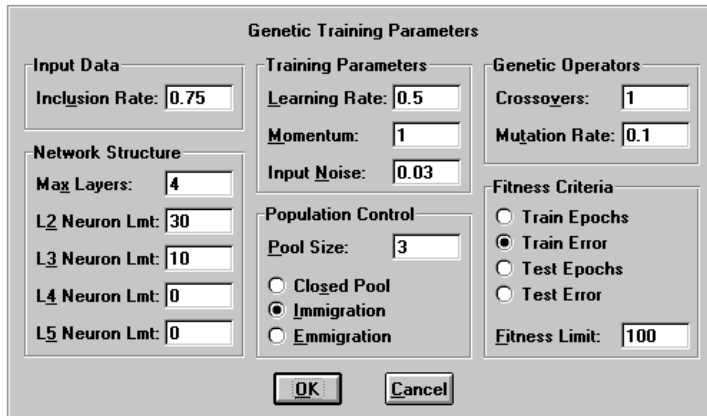 Genetic Training Parameters
Input Data
Inclusion Rate: 0.75
Network Structure
Max Layers: 4
L2 Neuron Lmt: 30
L3 Neuron Lmt: 10
L4 Neuron Lmt: 0
L5 Neuron Lmt: 0
Training Parameters
Learning Rate: 0.5
Momentum: 1
Input Noise: 0.03
Population Control
Pool Size: 3
Closed Pool
Immigration
Emmigration
Genetic Operators
Crossovers: 1
Mutation Rate: 0.1
Fitness Criteria
Train Epochs
Train Error
Test Epochs
Test Error
Fitness Limit: 100
OK
Cancel